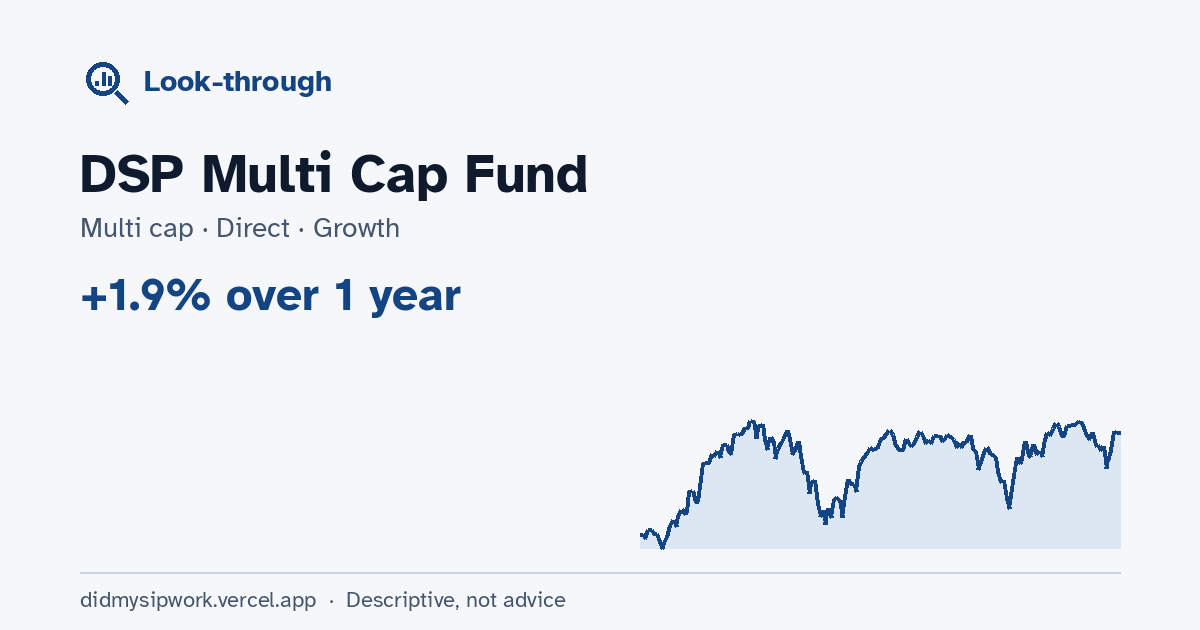 Look-through
DSP Multi Cap Fund
Multi cap · Direct · Growth
+1.9% over 1 year
didmysipwork.vercel.app · Descriptive, not advice